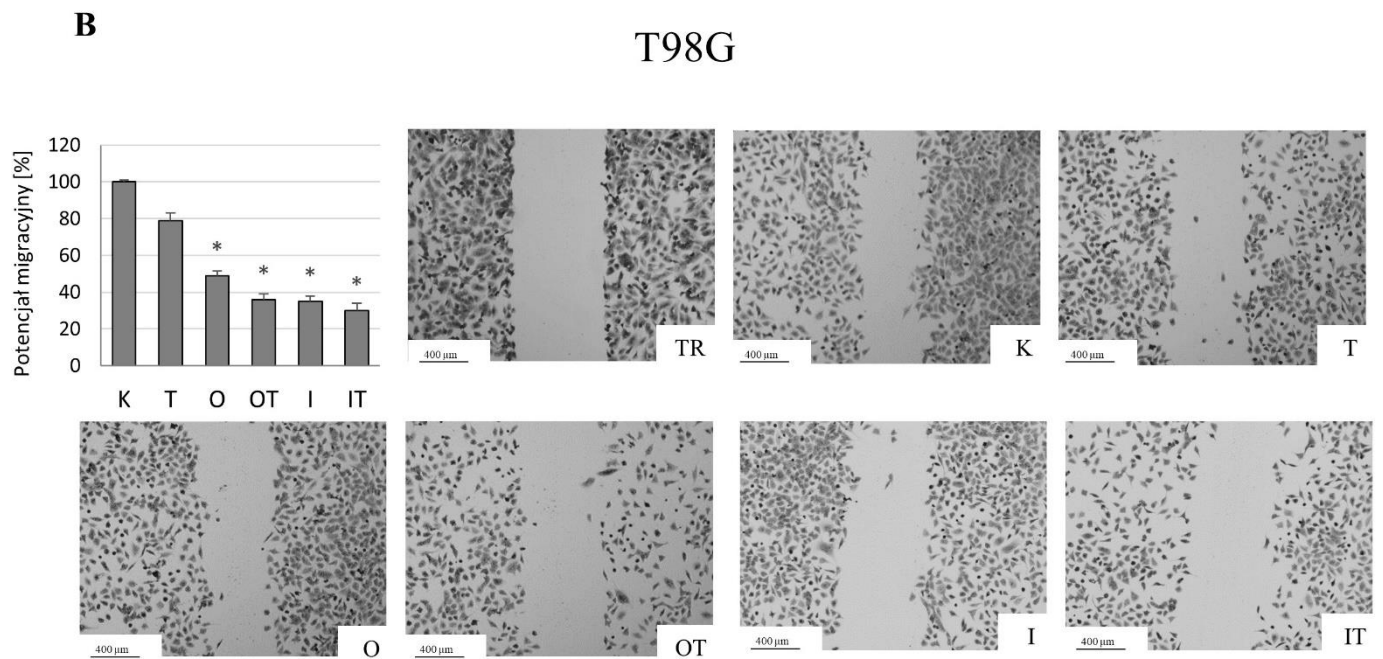 B
T98G
Potencjał migracyjny [%]
120
100
80
60
40
20
0
*
*
*
*
K T O OT I IT
400 µm
TR
400 µm
K
400 µm
T
400 µm
O
400 µm
OT
400 µm
I
400 µm
IT